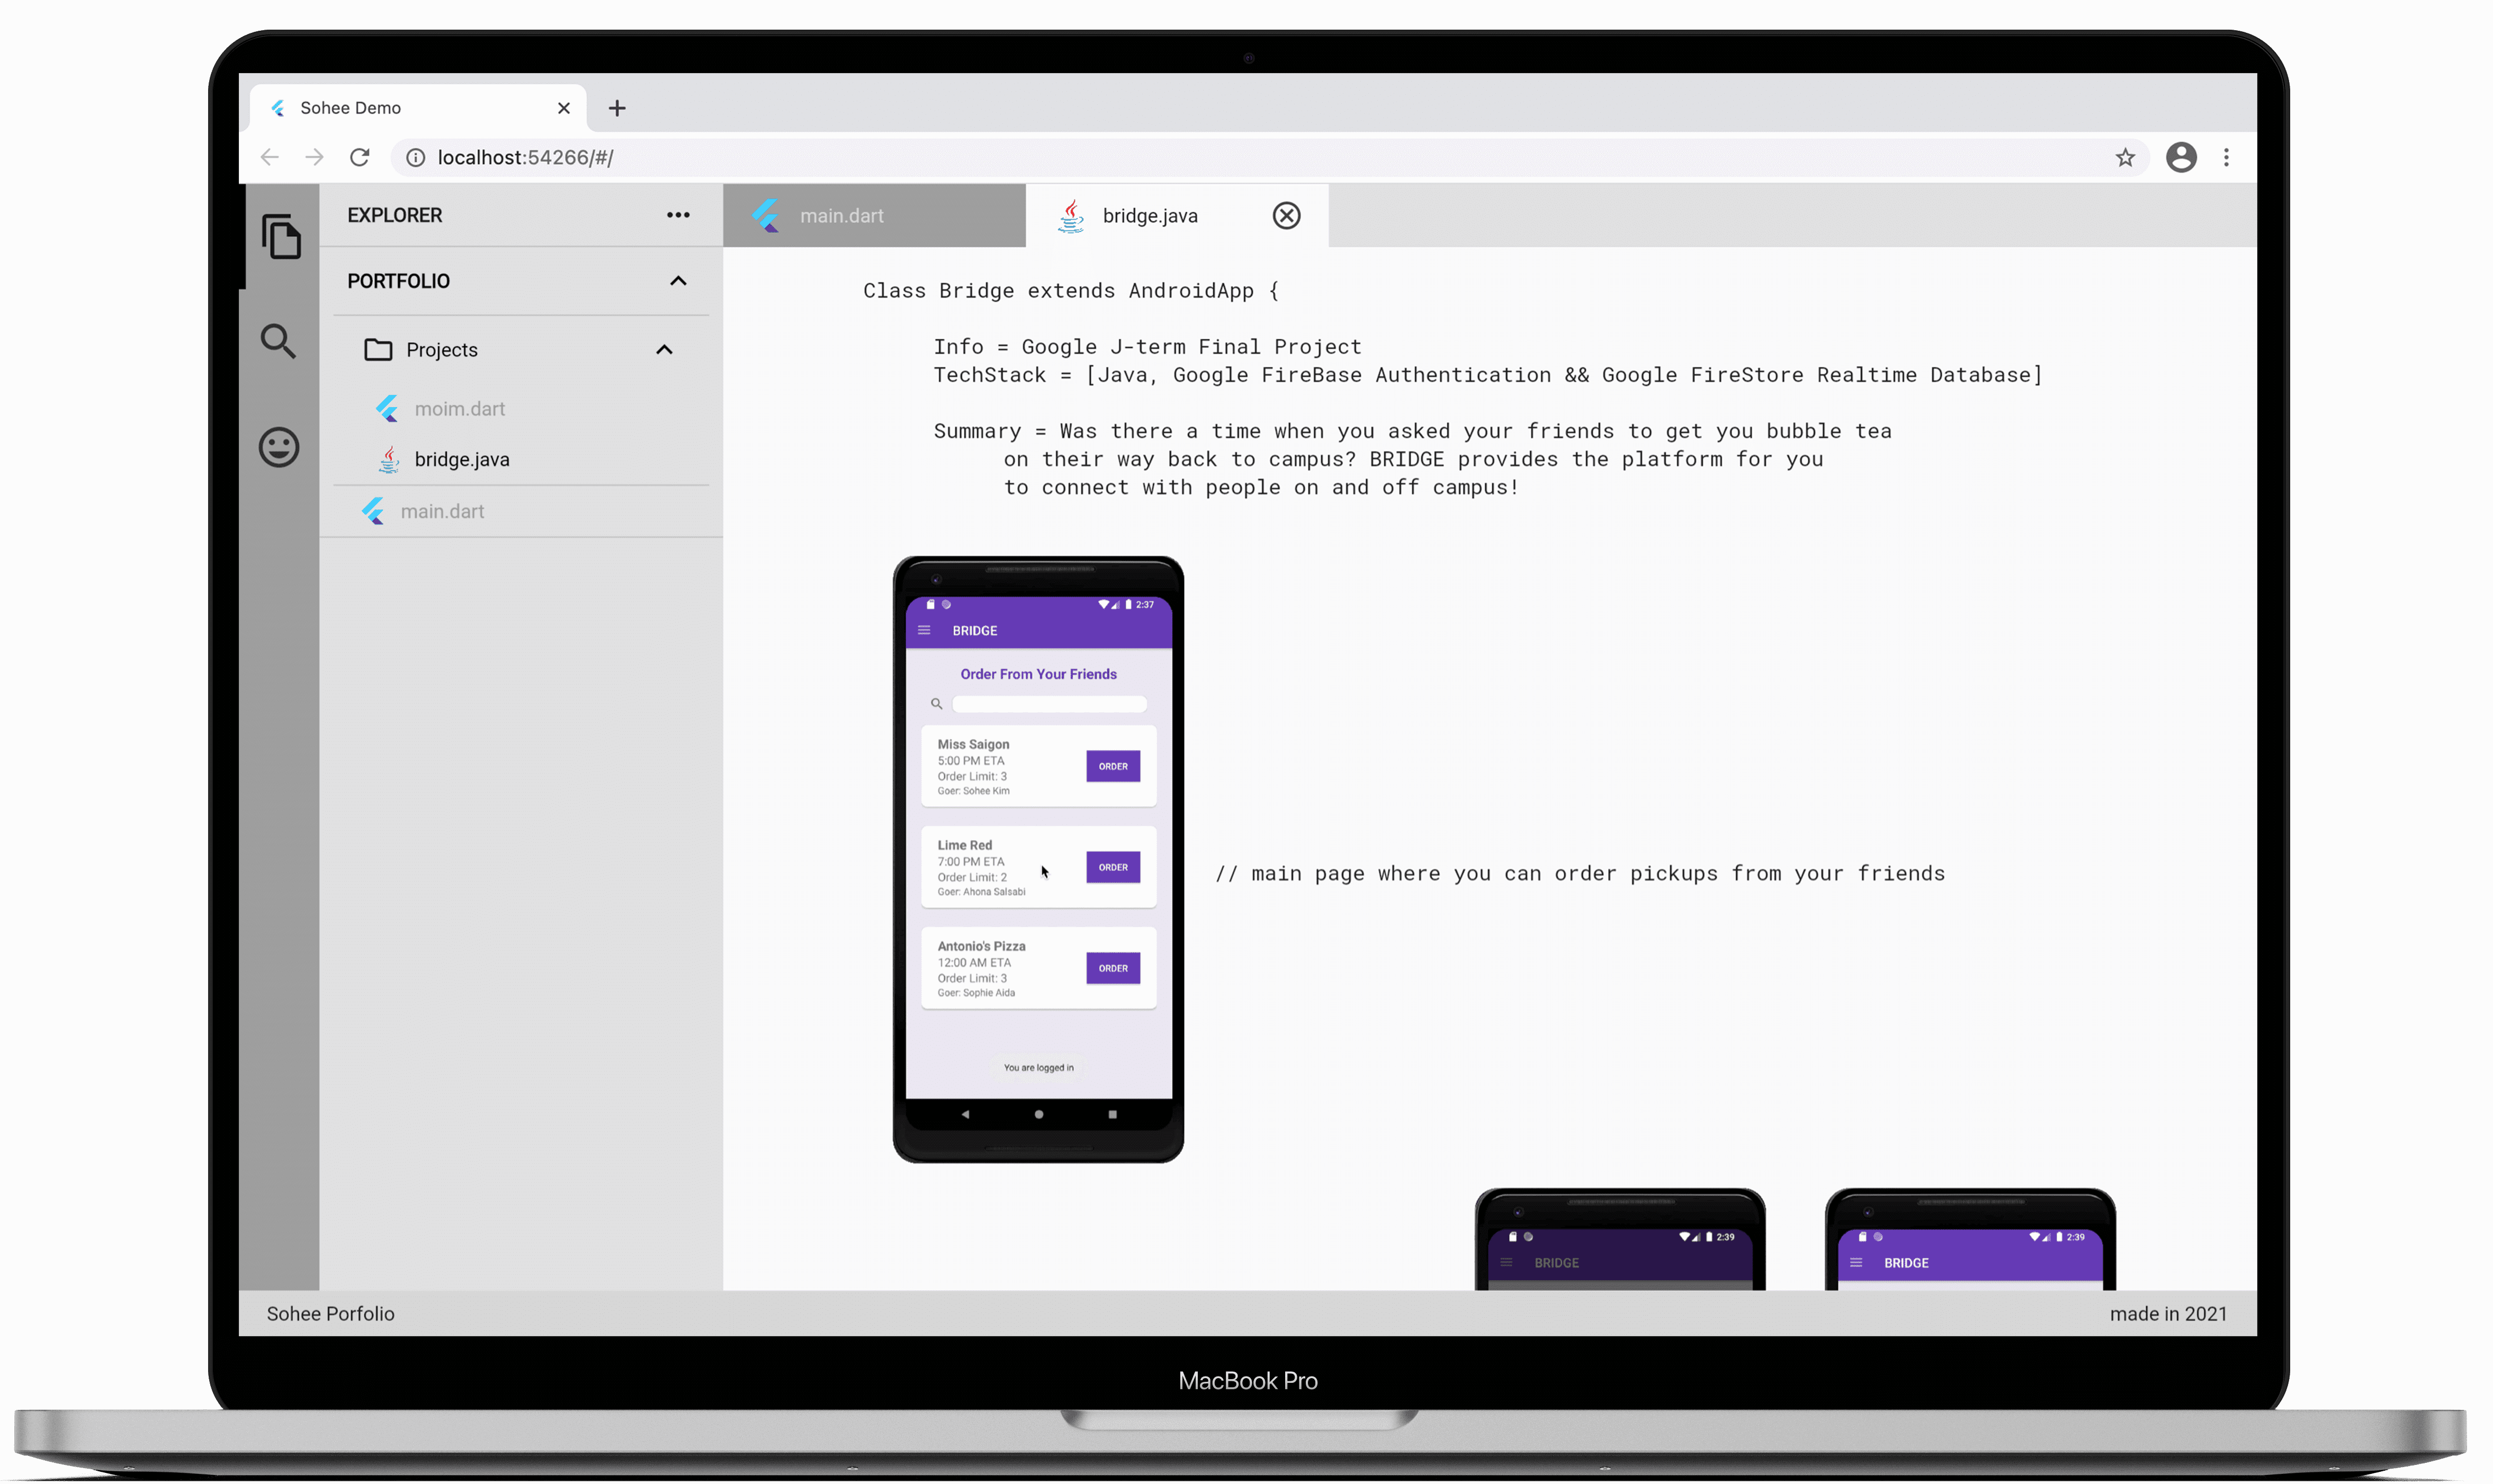 Sohee Demo
localhost:54266/#/
EXPLORER
main.dart
bridge.java
PORTFOLIO
Projects
moim.dart
bridge.java
main.dart
Class Bridge extends AndroidApp {
Info = Google J-term Final Project
TechStack = [Java, Google FireBase Authentication && Google FireStore Realtime Database]
Summary = Was there a time when you asked your friends to get you bubble tea
on their way back to campus? BRIDGE provides the platform for you
to connect with people on and off campus!
2:37
BRIDGE
Order From Your Friends
Miss Saigon
5:00 PM ETA
Order Limit: 3
Goer: Sohee Kim
ORDER
Lime Red
7:00 PM ETA
Order Limit: 2
Goer: Ahona Salsabi
ORDER
Antonio's Pizza
12:00 AM ETA
Order Limit: 3
Goer: Sophie Aida
ORDER
You are logged in
// main page where you can order pickups from your friends
2:39
BRIDGE
2:39
BRIDGE
Sohee Porfolio
made in 2021
MacBook Pro